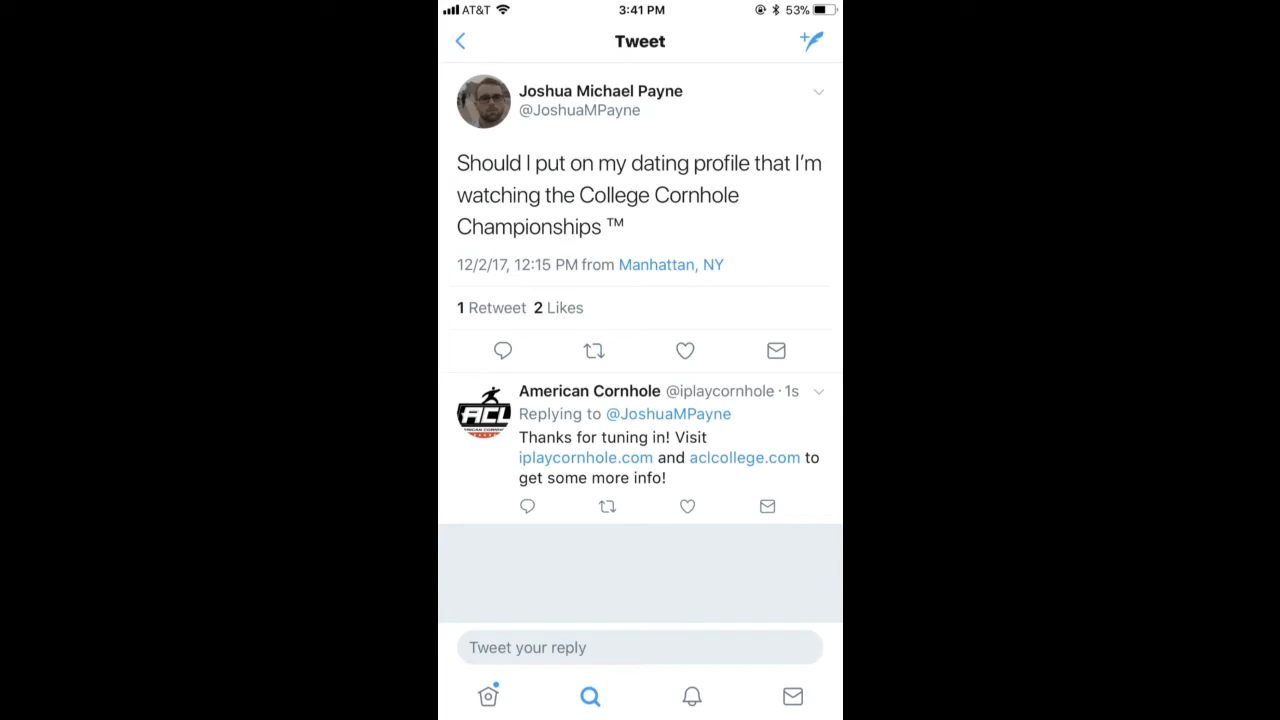 AT&T 3:41 PM 53%
Tweet
Joshua Michael Payne
@JoshuaMPayne
Should I put on my dating profile that I’m
watching the College Cornhole
Championships ™
12/2/17, 12:15 PM from Manhattan, NY
1 Retweet 2 Likes
American Cornhole @iplaycornhole · 1s
ACL
Replying to @JoshuaMPayne
Thanks for tuning in! Visit
iplaycornhole.com and aclcollege.com to
get some more info!
Tweet your reply